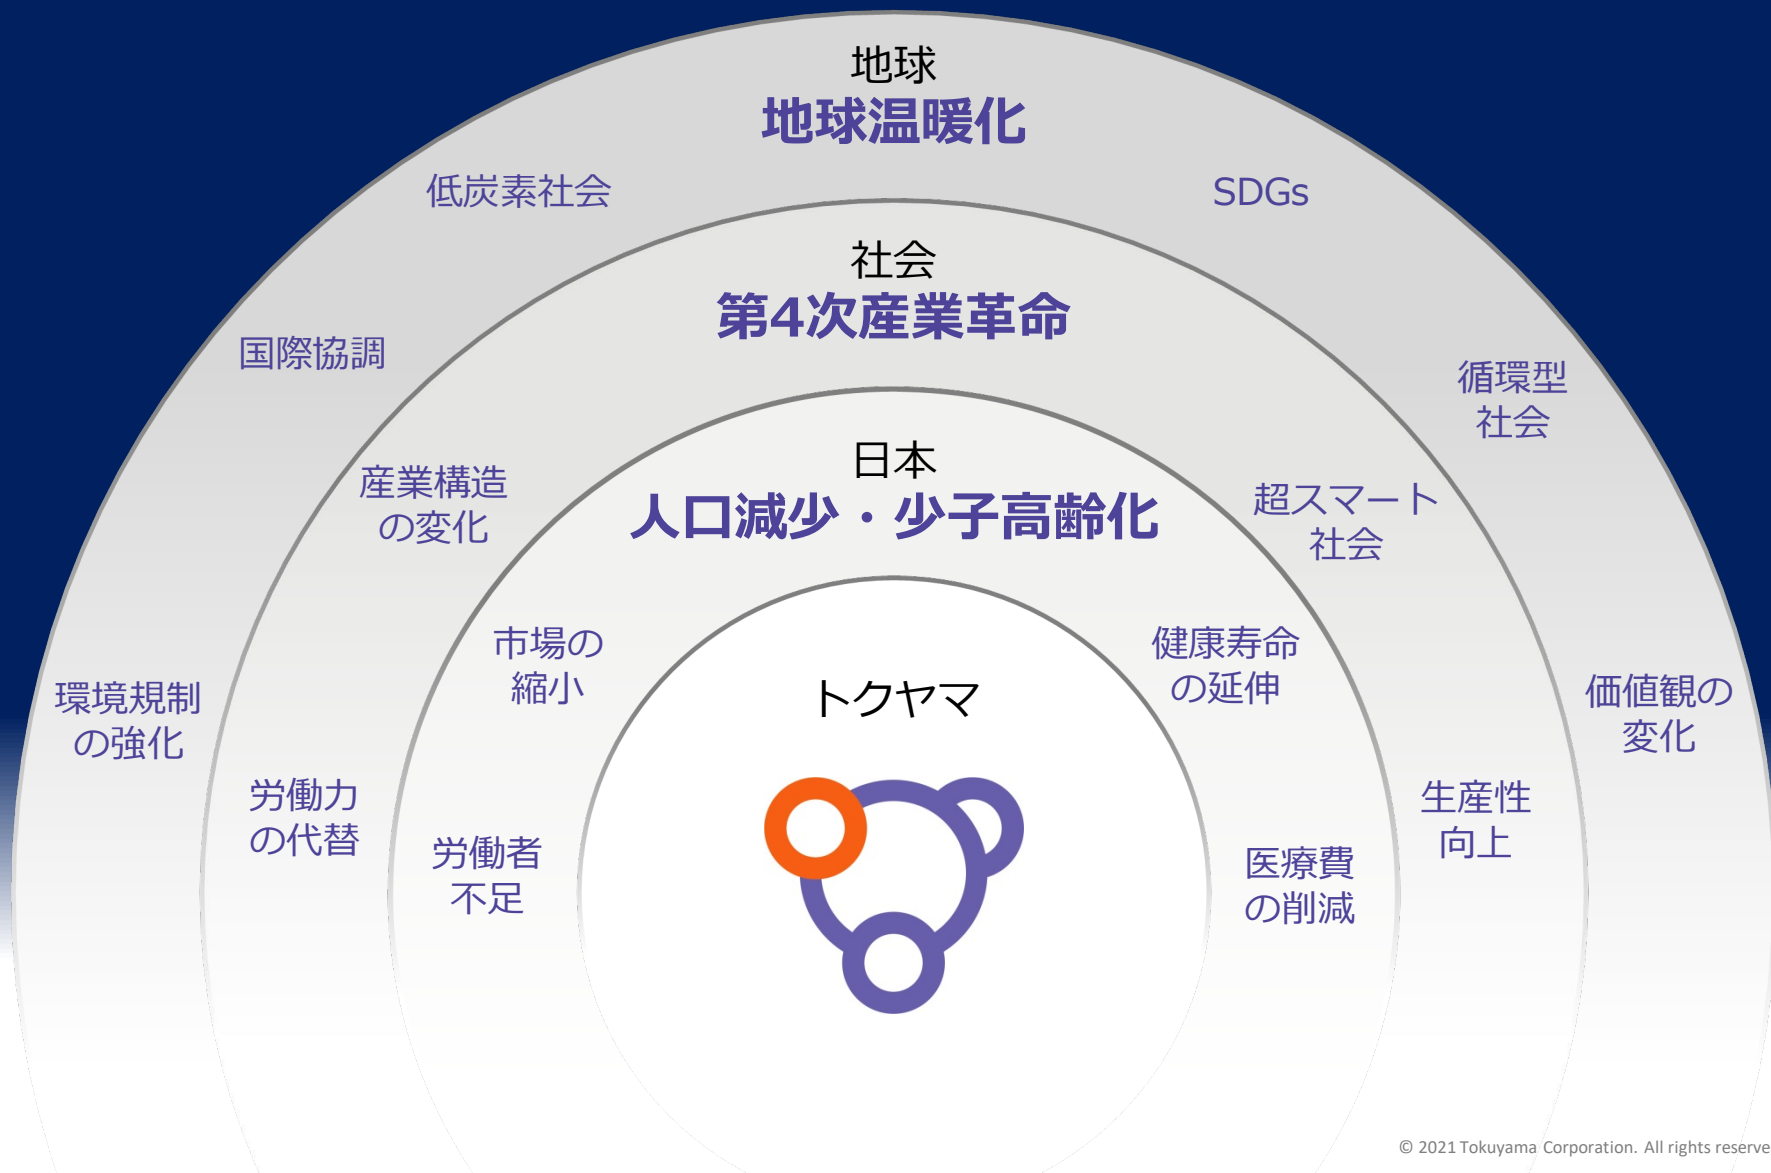 地球
地球温暖化
低炭素社会
SDGs
国際協調
循環型
社会
環境規制
の強化
価値観の
変化
社会
第4次産業革命
産業構造
の変化
超スマート
社会
労働力
の代替
生産性
向上
日本
人口減少・少子高齢化
市場の
縮小
健康寿命
の延伸
労働者
不足
医療費
の削減
トクヤマ
© 2021 Tokuyama Corporation. All rights reserve